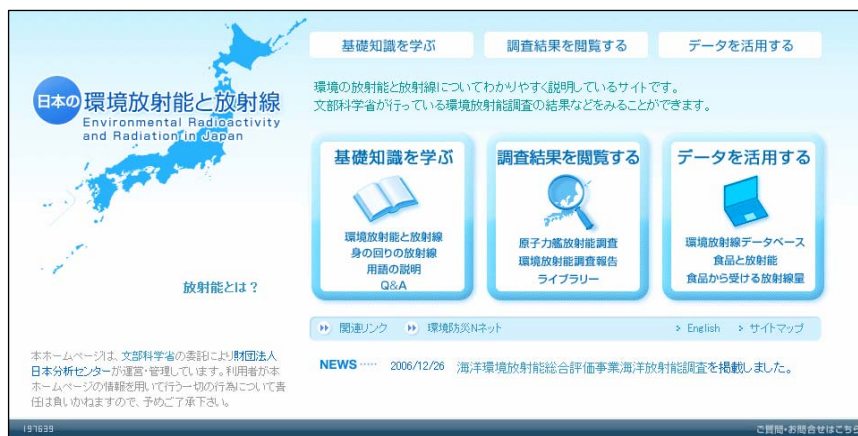 基礎知識を学ぶ
調査結果を閲覧する
データを活用する
日本の環境放射能と放射線
Environmental Radioactivity
and Radiation in Japan
環境の放射能と放射線についてわかりやすく説明しているサイトです。
文部科学省が行っている環境放射能調査の結果などをみることができます。
基礎知識を学ぶ
環境放射能と放射線
身の回りの放射線
用語の説明
Q&A
調査結果を閲覧する
原子力艦放射能調査
環境放射能調査報告
ライブラリー
データを活用する
環境放射線データベース
食品と放射能
食品から受ける放射線量
放射能とは？
関連リンク 環境防災Nネット > English > サイトマップ
本ホームページは、文部科学省の委託により財団法人
日本分析センターが運営・管理しています。利用者が本
ホームページの情報を用いて行う一切の行為について責
任は負いかねますので、予めご了承下さい。
NEWS ····· 2006/12/26 海洋環境放射能総合評価事業海洋放射能調査を掲載しました。
197839
ご質問・お問合せはこちら